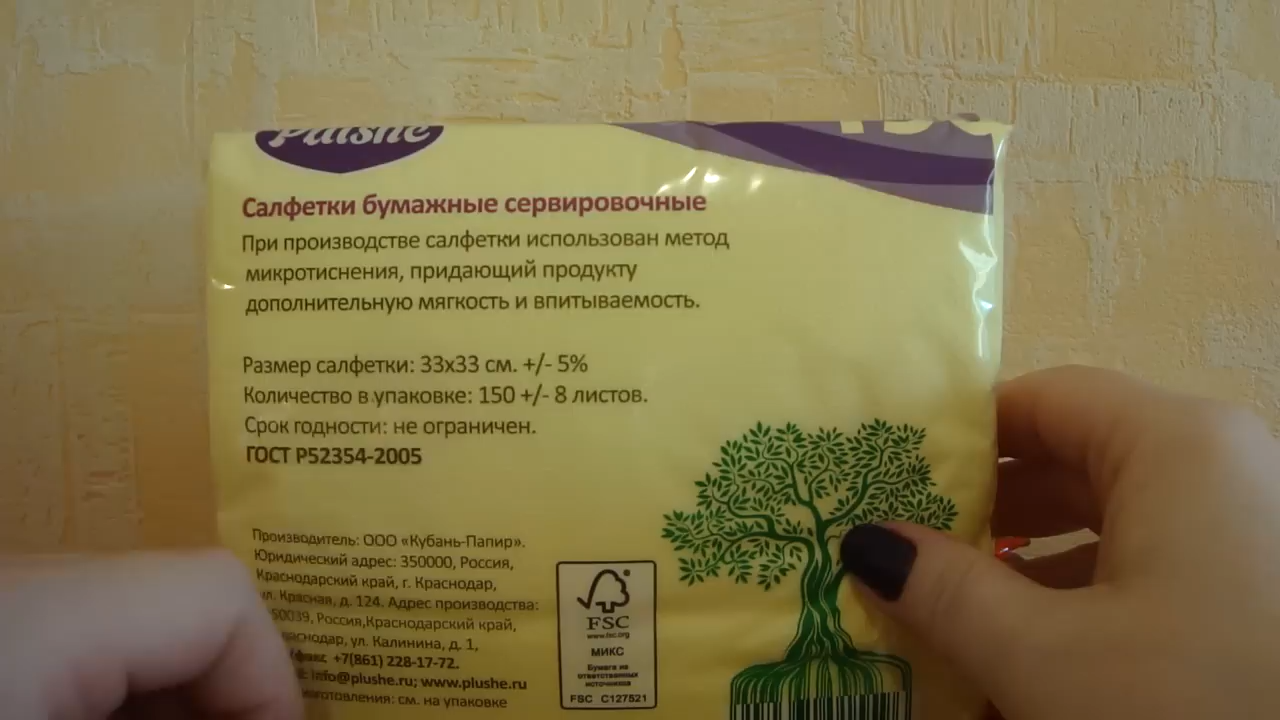 Plushe
150
Салфетки бумажные сервировочные
При производстве салфетки использован метод
микротиснения, придающий продукту
дополнительную мягкость и впитываемость.
Размер салфетки: 33х33 см. +/- 5%
Количество в упаковке: 150 +/- 8 листов.
Срок годности: не ограничен.
ГОСТ Р52354-2005
Производитель: ООО «Кубань-Папир».
Юридический адрес: 350000, Россия,
Краснодарский край, г. Краснодар,
ул. Красная, д. 124. Адрес производства:
50039, Россия,Краснодарский край,
раснодар, ул. Калинина, д. 1,
факс +7(861) 228-17-72.
info@plushe.ru; www.plushe.ru
зготовления: см. на упаковке
FSC
www.fsc.org
МИКС
Бумага из
ответственных
источников
FSC C127521